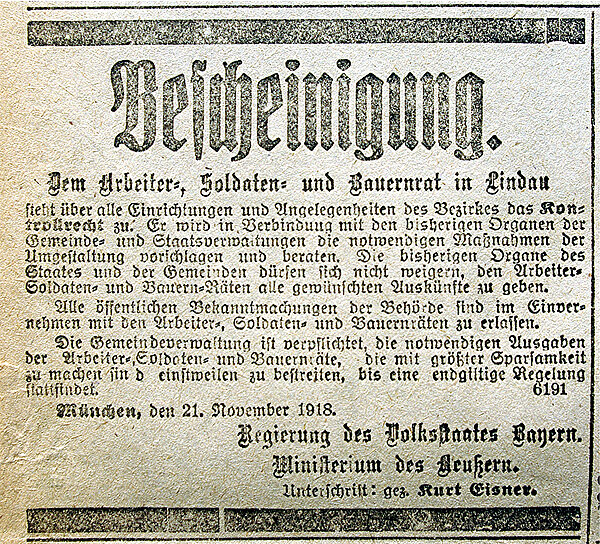 Bescheinigung.
Dem Arbeiter-, Soldaten- und Bauernrat in Lindau
steht über alle Einrichtungen und Angelegenheiten des Bezirkes das Kon-
trollrecht zu. Er wird in Verbindung mit den bisherigen Organen der
Gemeinde- und Staatsverwaltungen die notwendigen Maßnahmen der
Umgestaltung vorschlagen und beraten. Die bisherigen Organe des
Staates und der Gemeinden dürfen sich nicht weigern, den Arbeiter-
Soldaten- und Bauern-Räten alle gewünschten Auskünfte zu geben.
Alle öffentlichen Bekanntmachungen der Behörde sind im Einver-
nehmen mit den Arbeiter-, Soldaten- und Bauernräten zu erlassen.
Die Gemeindeverwaltung ist verpflichtet, die notwendigen Ausgaben
der Arbeiter-, Soldaten- und Bauernräte, die mit größter Sparsamkeit
zu machen sin d einstweilen zu bestreiten, bis eine endgiltige Regelung
stattfindet. 6191
München, den 21. November 1918.
Regierung des Volksstaates Bayern.
Ministerium des Aeußern.
Unterschrift: gez. Kurt Eisner.